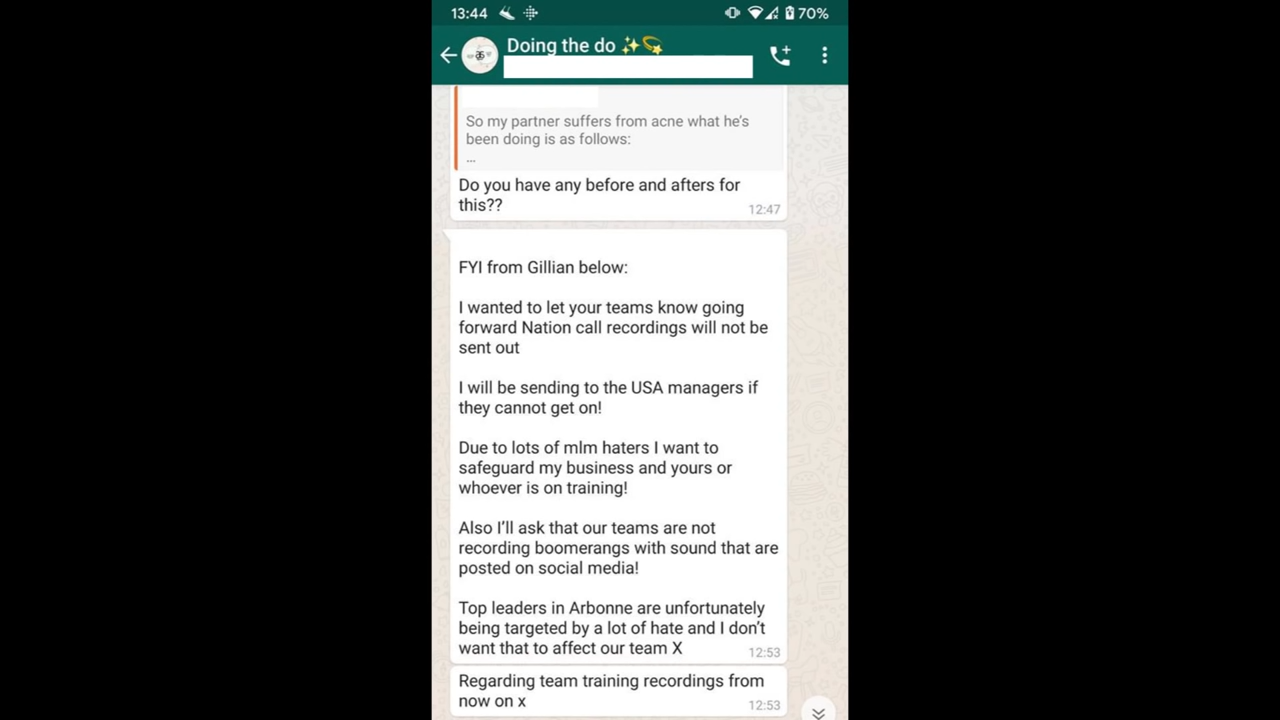 13:44
70%
Doing the do ✨💫
So my partner suffers from acne what he's
been doing is as follows:
...
Do you have any before and afters for
this??
12:47
FYI from Gillian below:
I wanted to let your teams know going
forward Nation call recordings will not be
sent out
I will be sending to the USA managers if
they cannot get on!
Due to lots of mlm haters I want to
safeguard my business and yours or
whoever is on training!
Also I'll ask that our teams are not
recording boomerangs with sound that are
posted on social media!
Top leaders in Arbonne are unfortunately
being targeted by a lot of hate and I don't
want that to affect our team X
12:53
Regarding team training recordings from
now on x
12:53